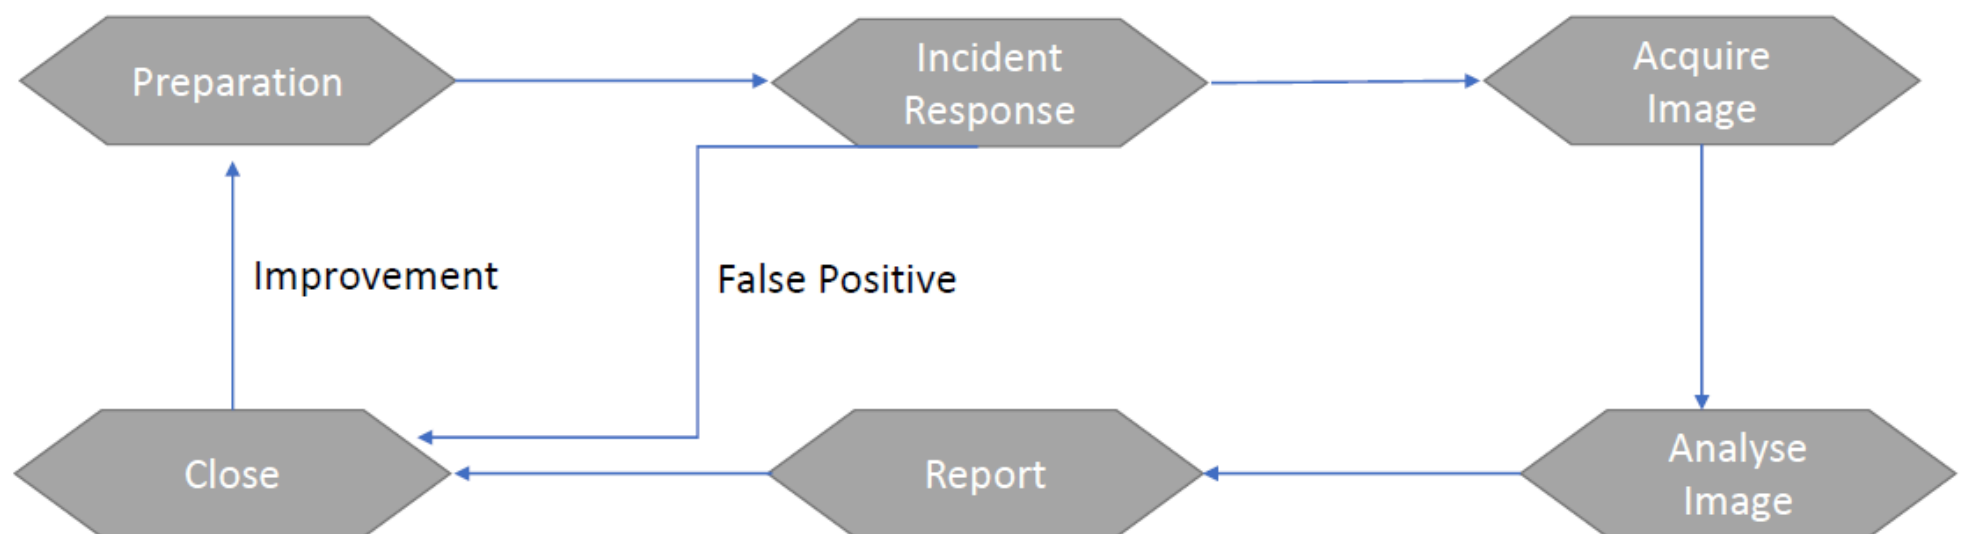 Preparation
Incident
Response
Acquire
Image
Improvement
False Positive
Close
Report
Analyse
Image